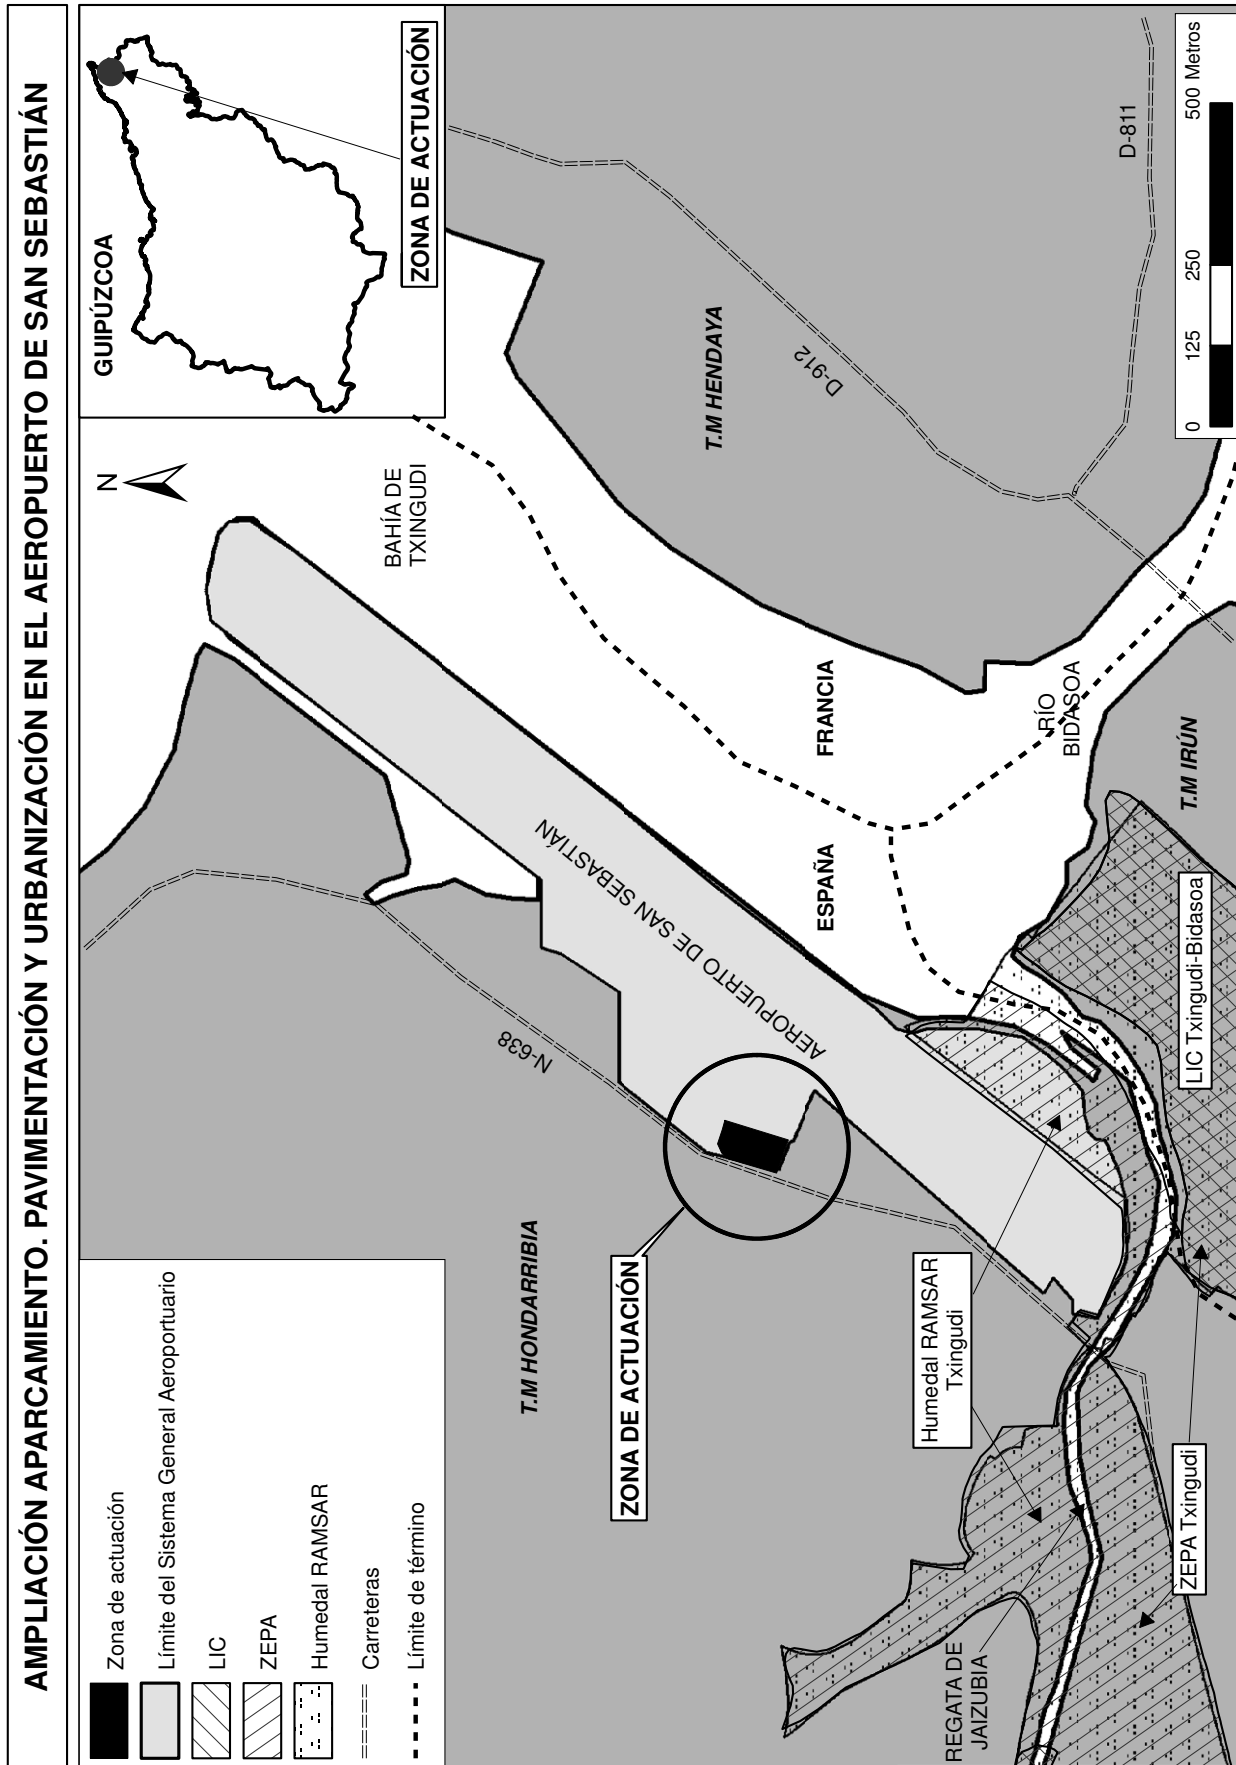 AMPLIACIÓN APARCAMIENTO. PAVIMENTACIÓN Y URBANIZACIÓN EN EL AEROPUERTO DE SAN SEBASTIÁN
Zona de actuación
Límite del Sistema General Aeroportuario
LIC
ZEPA
Humedal RAMSAR
Carreteras
Límite de término
GUIPÚZCOA
ZONA DE ACTUACIÓN
N
BAHÍA DE
TXINGUDI
N-638
T.M HONDARRIBIA
ZONA DE ACTUACIÓN
AEROPUERTO DE SAN SEBASTIÁN
T.M HENDAYA
D-912
D-811
ESPAÑA
FRANCIA
RÍO
BIDASOA
T.M IRÚN
Humedal RAMSAR
Txingudi
REGATA DE
JAIZUBIA
ZEPA Txingudi
LIC Txingudi-Bidasoa
0
125
250
500 Metros